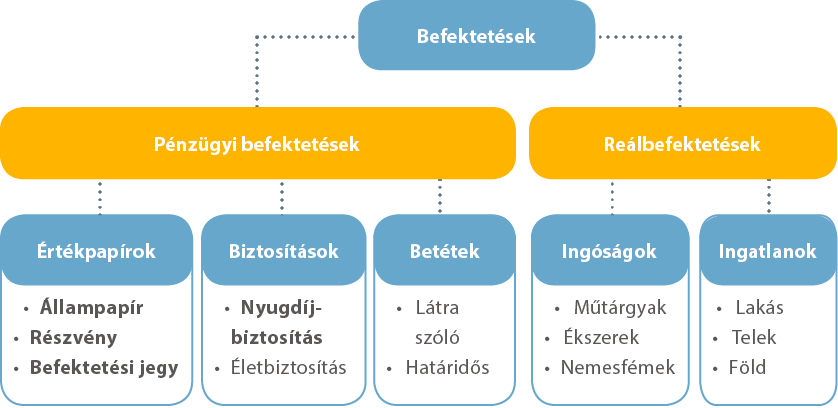 Befektetések
Pénzügyi befektetések
Reálbefektetések
Értékpapírok
• Állampapír
• Részvény
• Befektetési jegy
Biztosítások
• Nyugdíj-
biztosítás
• Életbiztosítás
Betétek
• Látra
szóló
• Határidős
Ingóságok
• Műtárgyak
• Ékszerek
• Nemesfémek
Ingatlanok
• Lakás
• Telek
• Föld